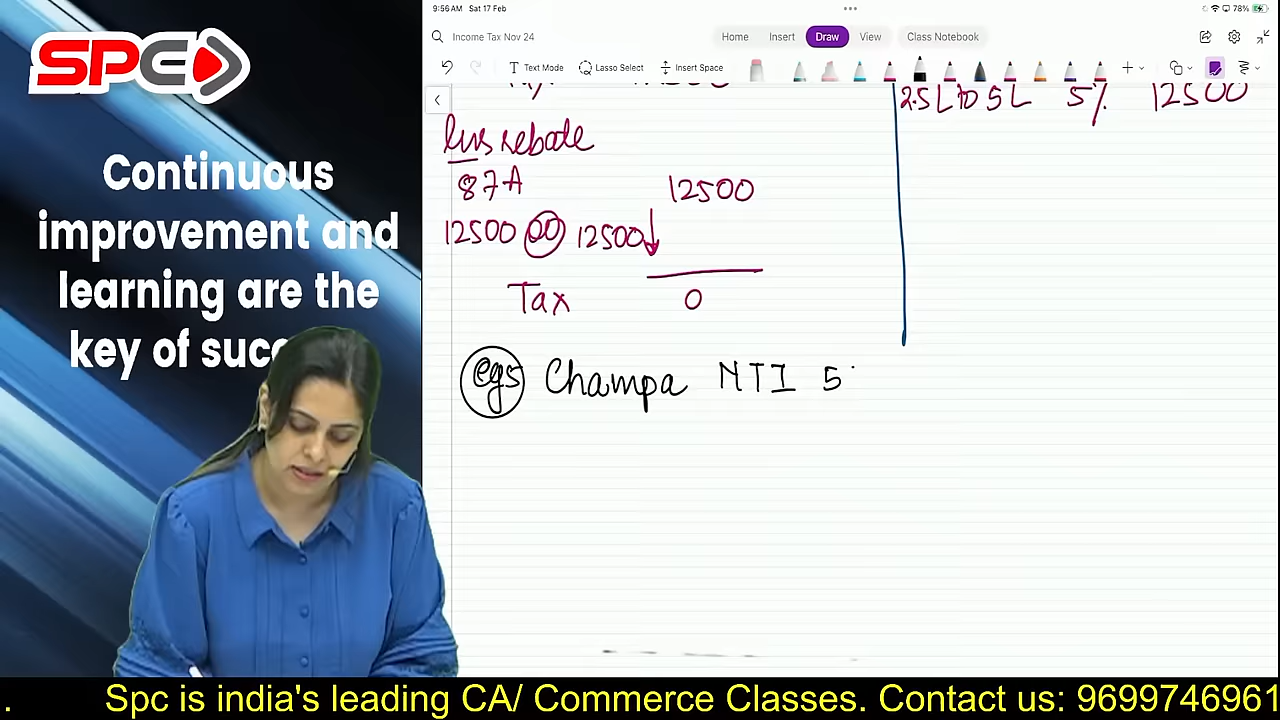 9:56 AM Sat 17 Feb
78%
Income Tax Nov 24
Home Insert Draw View Class Notebook
Text Mode Lasso Select Insert Space
SPC
Continuous
improvement and
learning are the
key of suc
2.5L to 5L 5% 12500
less rebate
87A 12500
12500 12500
Tax 0
eg5 Champa NTI 5
. Spc is india's leading CA/ Commerce Classes. Contact us: 9699746961